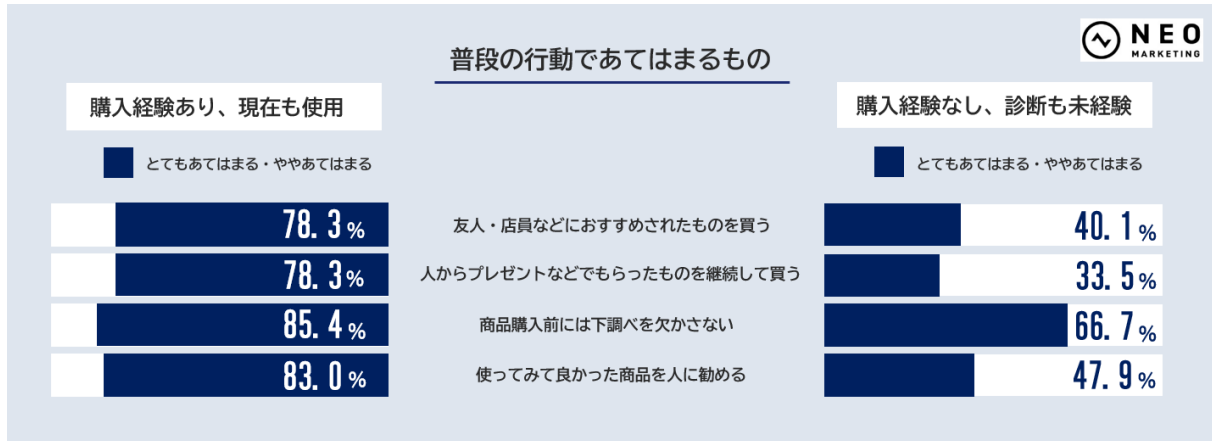 NEO
MARKETING
普段の行動であてはまるもの
購入経験あり、現在も使用
購入経験なし、診断も未経験
とてもあてはまる・ややあてはまる
とてもあてはまる・ややあてはまる
78.3% 友人・店員などにおすすめされたものを買う 40.1%
78.3% 人からプレゼントなどでもらったものを継続して買う 33.5%
85.4% 商品購入前には下調べを欠かさない 66.7%
83.0% 使ってみて良かった商品を人に勧める 47.9%